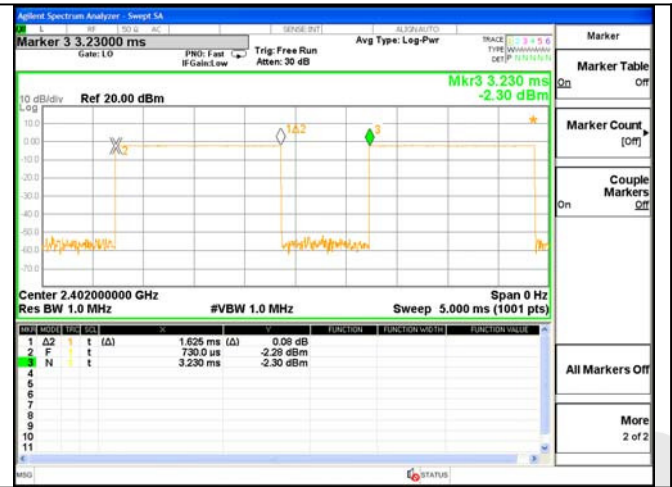 Agilent Spectrum Analyzer - Swept SA
L RF 50 Ω AC SENSE:INT ALIGNAUTO
Marker 3 3.23000 ms
Gate: LO
PNO: Fast
IFGain:Low
Trig: Free Run
Atten: 30 dB
Avg Type: Log-Pwr
TRACE 1 2 3 4 5 6
TYPE
DET P N N N N N
Mkr3 3.230 ms
-2.30 dBm
10 dB/div
Log
Ref 20.00 dBm
10.0
0.00
-10.0
-20.0
-30.0
-40.0
-50.0
-60.0
-70.0
2
1Δ2
3
Center 2.402000000 GHz
Span 0 Hz
Res BW 1.0 MHz
#VBW 1.0 MHz
Sweep 5.000 ms (1001 pts)
MKR MODE TRC SCL X Y FUNCTION FUNCTION WIDTH FUNCTION VALUE
1 Δ2 1 t (Δ) 1.625 ms (Δ) 0.08 dB
2 F 1 t 730.0 µs -2.28 dBm
3 N 1 t 3.230 ms -2.30 dBm
4
5
6
7
8
9
10
11
MSG
STATUS
Marker
Marker Table
On Off
Marker Count
[Off]
Couple
Markers
On Off
All Markers Off
More
2 of 2